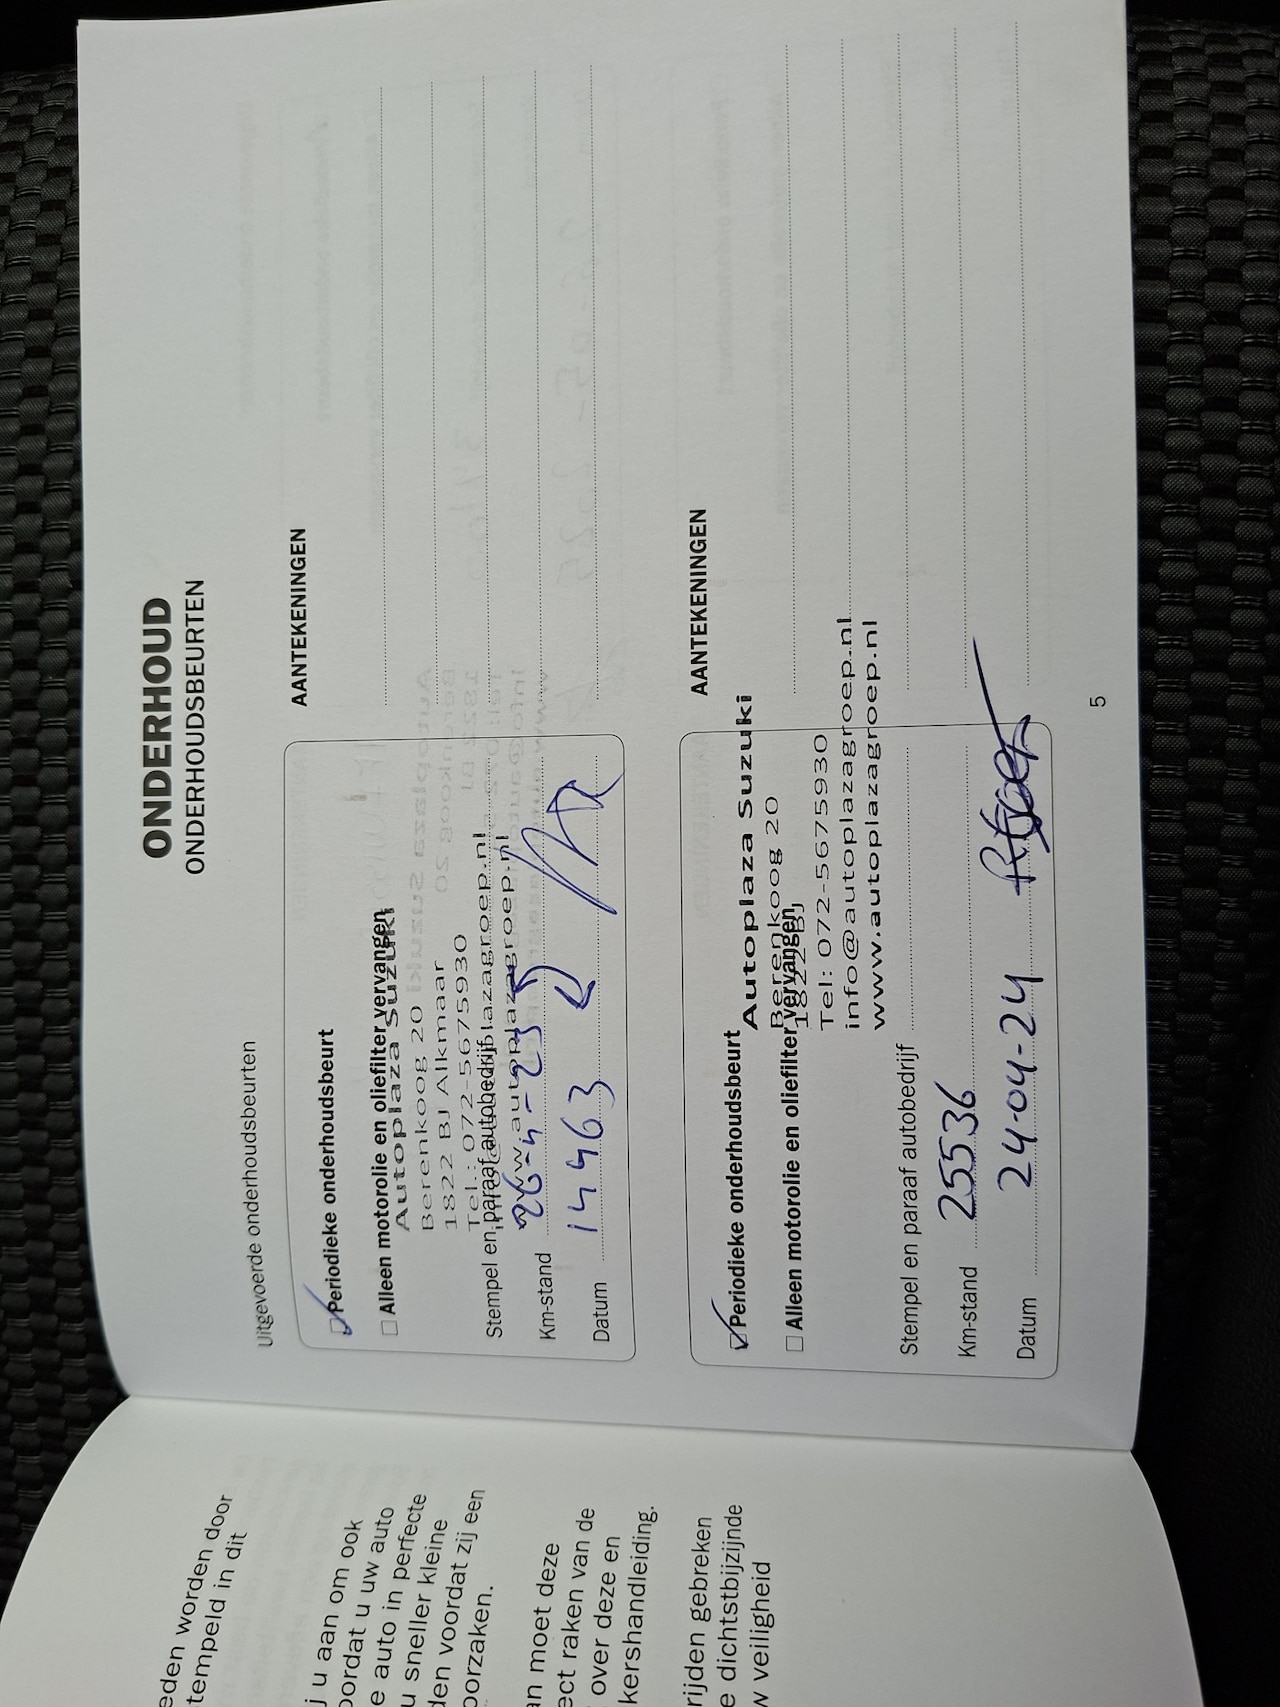 eden worden door
tempeld in dit
j u aan om ook
oordat u uw auto
e auto in perfecte
u sneller kleine
den voordat zij een
oorzaken.
an moet deze
ect raken van de
over deze en
kershandleiding.
rijden gebreken
e dichtstbijzijnde
w veiligheid
ONDERHOUD
ONDERHOUDSBEURTEN
Uitgevoerde onderhoudsbeurten
Periodieke onderhoudsbeurt
Alleen motorolie en oliefilter vervangen
Autoplaza Suzuki
Berenkoog 20
1822 BJ Alkmaar
Tel.: 072-5675930
Stempel en paraaf autobedrijf
www.autoplazagroep.nl
Km-stand 26-4-23
Datum 14463
AANTEKENINGEN
Periodieke onderhoudsbeurt
Autoplaza Suzuki
Berenkoog 20
Alleen motorolie en oliefilter vervangen
1822 BJ
Tel: 072-5675930
info@autoplazagroep.nl
www.autoplazagroep.nl
Stempel en paraaf autobedrijf
Km-stand 25536
Datum 24-04-24
AANTEKENINGEN
5